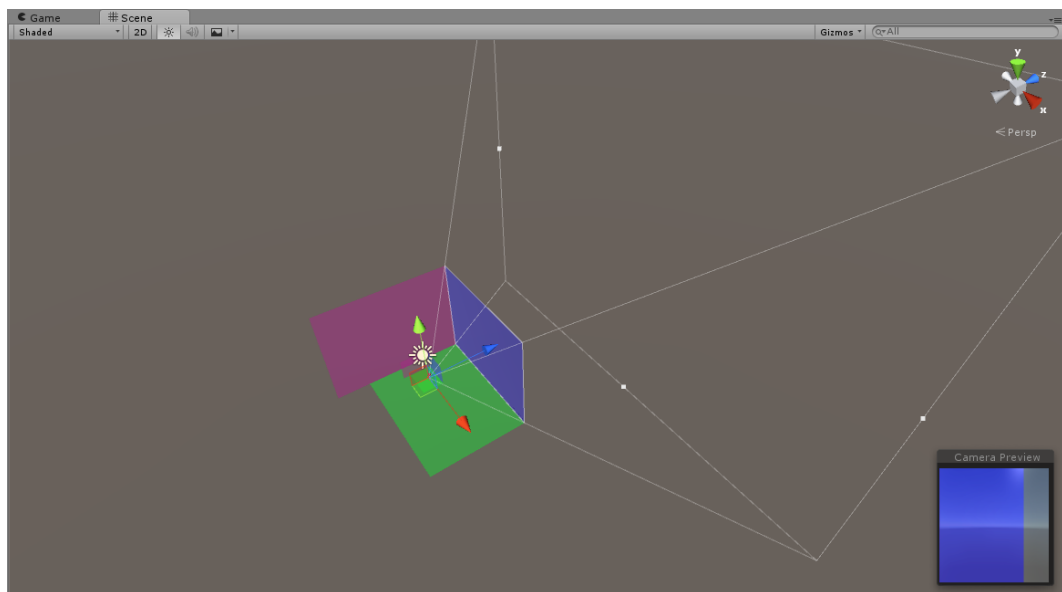 Game
Scene
Shaded
2D
Gizmos
All
y
z
x
Persp
Camera Preview